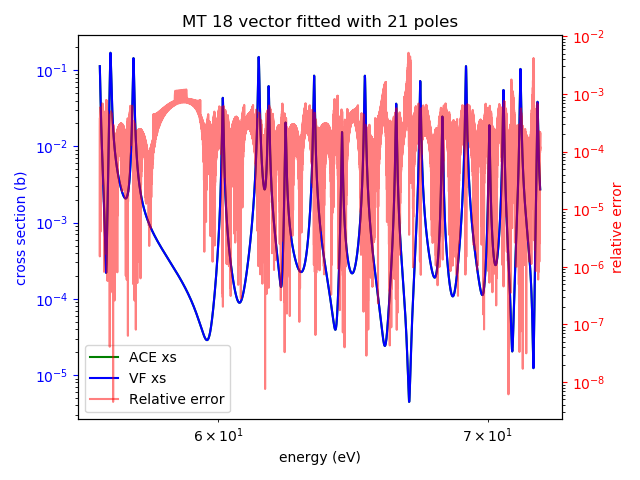 MT 18 vector fitted with 21 poles
10⁻¹
10⁻²
10⁻³
10⁻⁴
10⁻⁵
cross section (b)
10⁻²
10⁻³
10⁻⁴
10⁻⁵
10⁻⁶
10⁻⁷
10⁻⁸
relative error
ACE xs
VF xs
Relative error
6 × 10¹
7 × 10¹
energy (eV)